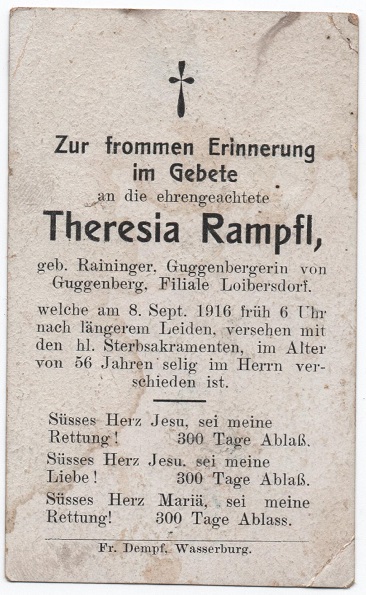 Zur frommen Erinnerung
im Gebete
an die ehrengeachtete
Theresia Rampfl,
geb. Raininger, Guggenbergerin von
Guggenberg, Filiale Loibersdorf.
welche am 8. Sept. 1916 früh 6 Uhr
nach längerem Leiden, versehen mit
den hl. Sterbsakramenten, im Alter
von 56 Jahren selig im Herrn ver-
schieden ist.
Süsses Herz Jesu, sei meine
Rettung! 300 Tage Ablaß.
Süsses Herz Jesu, sei meine
Liebe! 300 Tage Ablaß.
Süsses Herz Mariä, sei meine
Rettung! 300 Tage Ablass.
Fr. Dempf, Wasserburg.